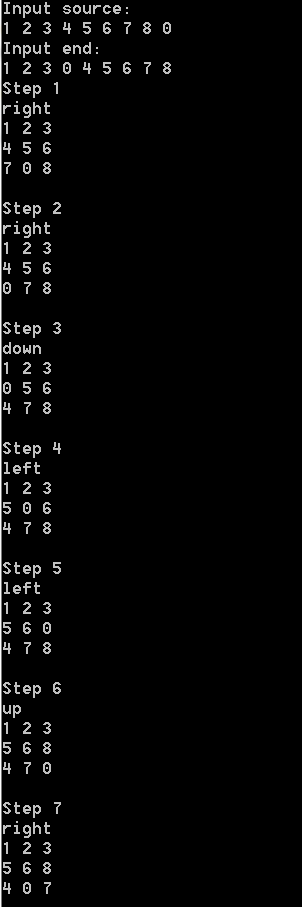 Input source:
1 2 3 4 5 6 7 8 0
Input end:
1 2 3 0 4 5 6 7 8
Step 1
right
1 2 3
4 5 6
7 0 8
Step 2
right
1 2 3
4 5 6
0 7 8
Step 3
down
1 2 3
0 5 6
4 7 8
Step 4
left
1 2 3
5 0 6
4 7 8
Step 5
left
1 2 3
5 6 0
4 7 8
Step 6
up
1 2 3
5 6 8
4 7 0
Step 7
right
1 2 3
5 6 8
4 0 7